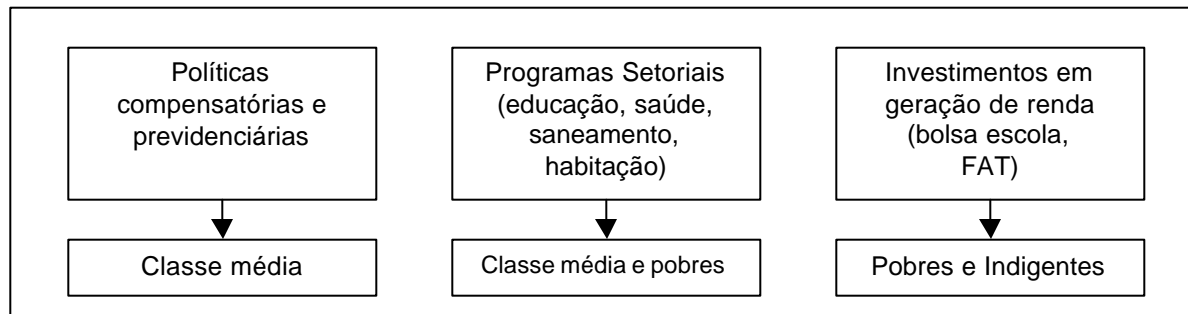 Políticas
compensatórias e
previdenciárias
Programas Setoriais
(educação, saúde,
saneamento,
habitação)
Investimentos em
geração de renda
(bolsa escola,
FAT)
Classe média
Classe média e pobres
Pobres e Indigentes